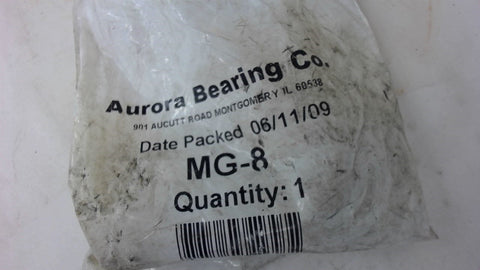 Aurora Bearing Co.
901 AUCUTT ROAD MONTGOMERY IL 60538
Date Packed 06/11/09
MG-8
Quantity: 1